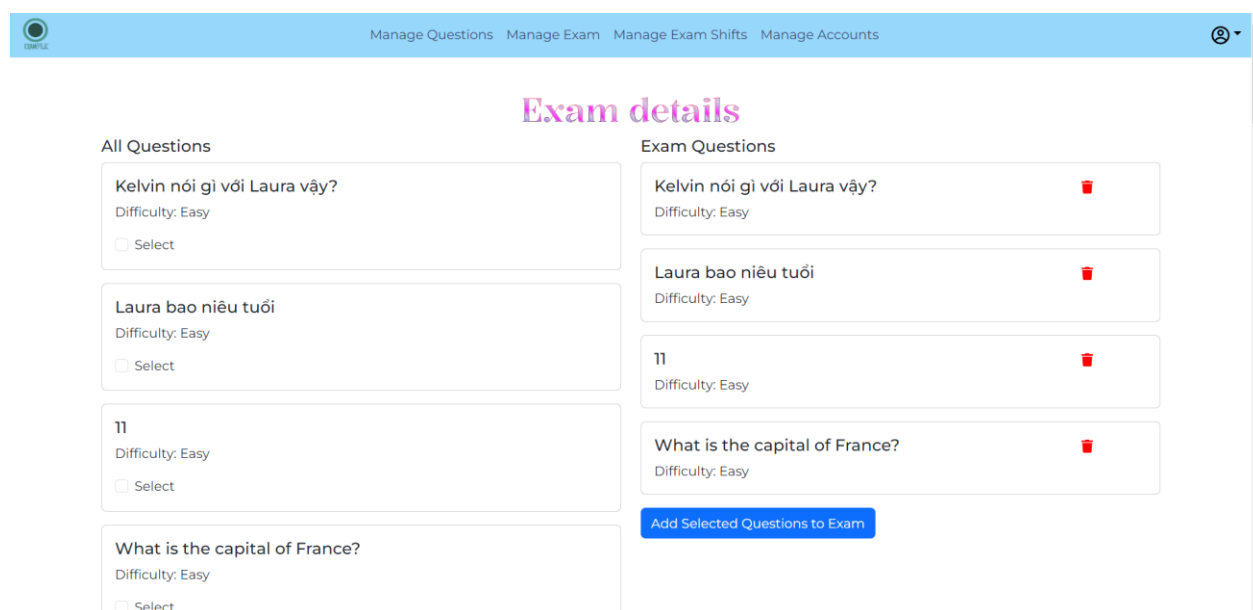 Manage Questions Manage Exam Manage Exam Shifts Manage Accounts
Exam details
All Questions
Kelvin nói gì với Laura vậy?
Difficulty: Easy
Select
Laura bao niêu tuổi
Difficulty: Easy
Select
11
Difficulty: Easy
Select
What is the capital of France?
Difficulty: Easy
Select
Exam Questions
Kelvin nói gì với Laura vậy?
Difficulty: Easy
Laura bao niêu tuổi
Difficulty: Easy
11
Difficulty: Easy
What is the capital of France?
Difficulty: Easy
Add Selected Questions to Exam